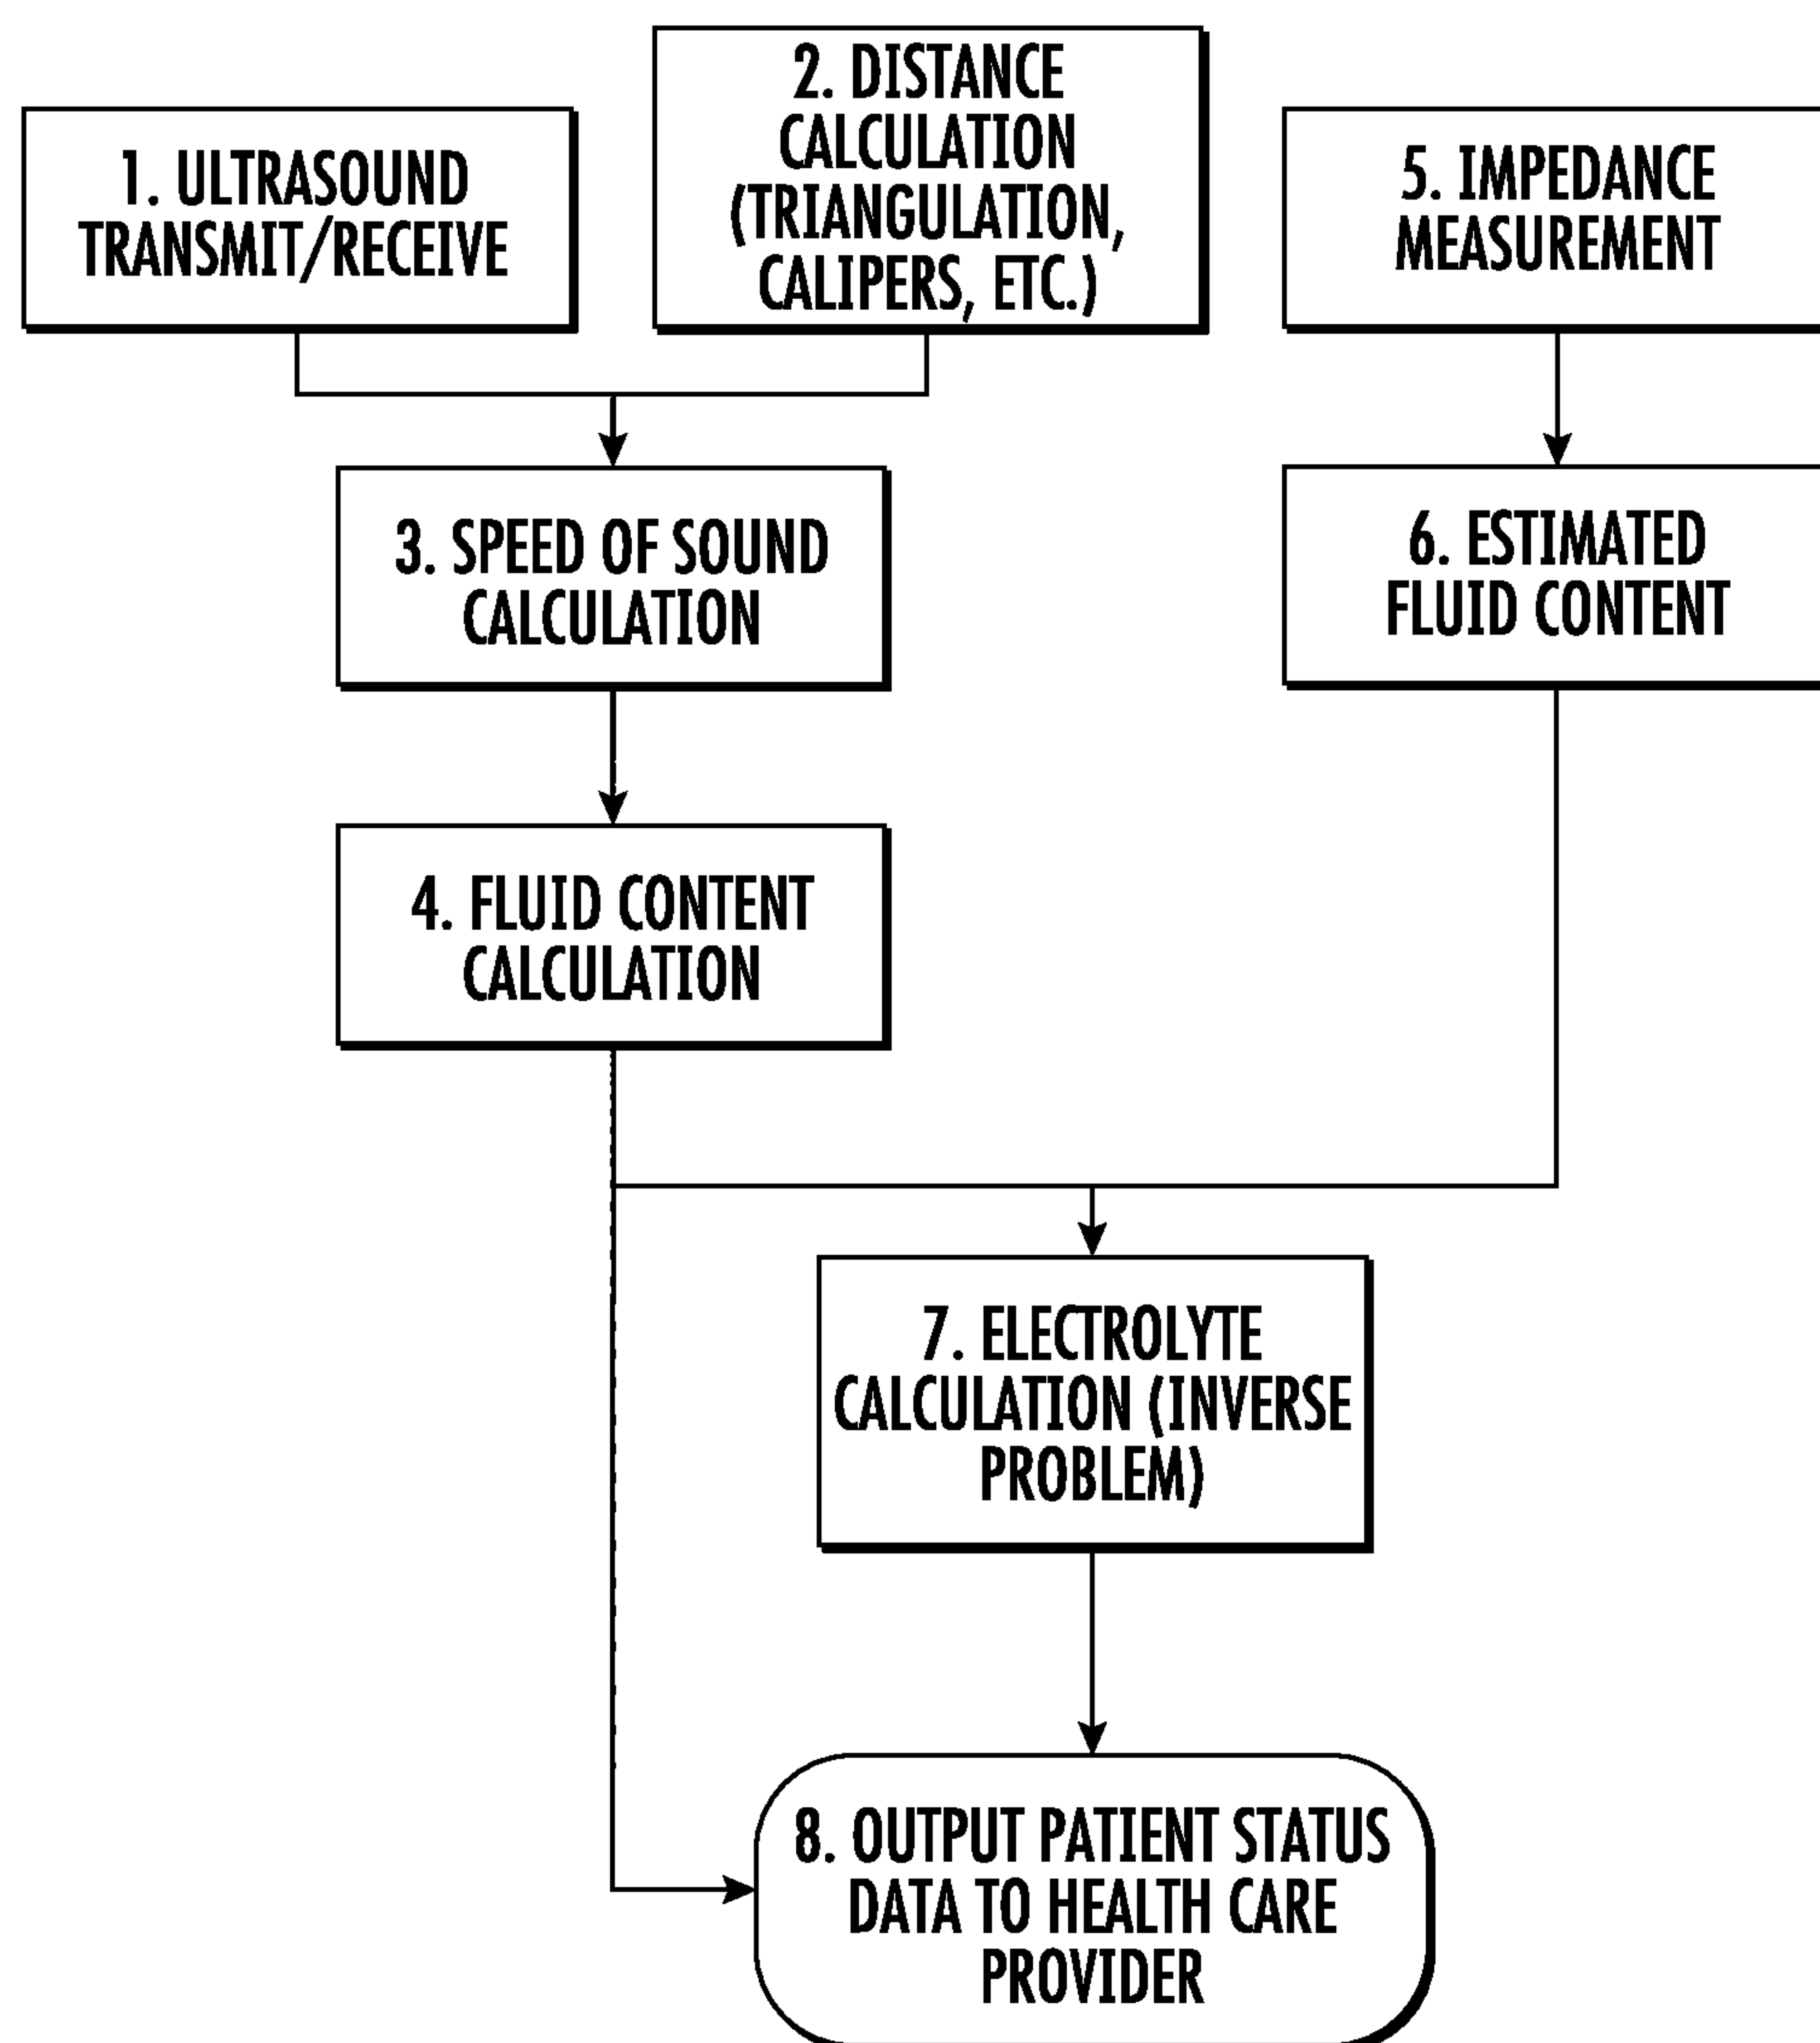 1. ULTRASOUND
TRANSMIT/RECEIVE
2. DISTANCE
CALCULATION
(TRIANGULATION,
CALIPERS, ETC.)
5. IMPEDANCE
MEASUREMENT
3. SPEED OF SOUND
CALCULATION
6. ESTIMATED
FLUID CONTENT
4. FLUID CONTENT
CALCULATION
7. ELECTROLYTE
CALCULATION (INVERSE
PROBLEM)
8. OUTPUT PATIENT STATUS
DATA TO HEALTH CARE
PROVIDER